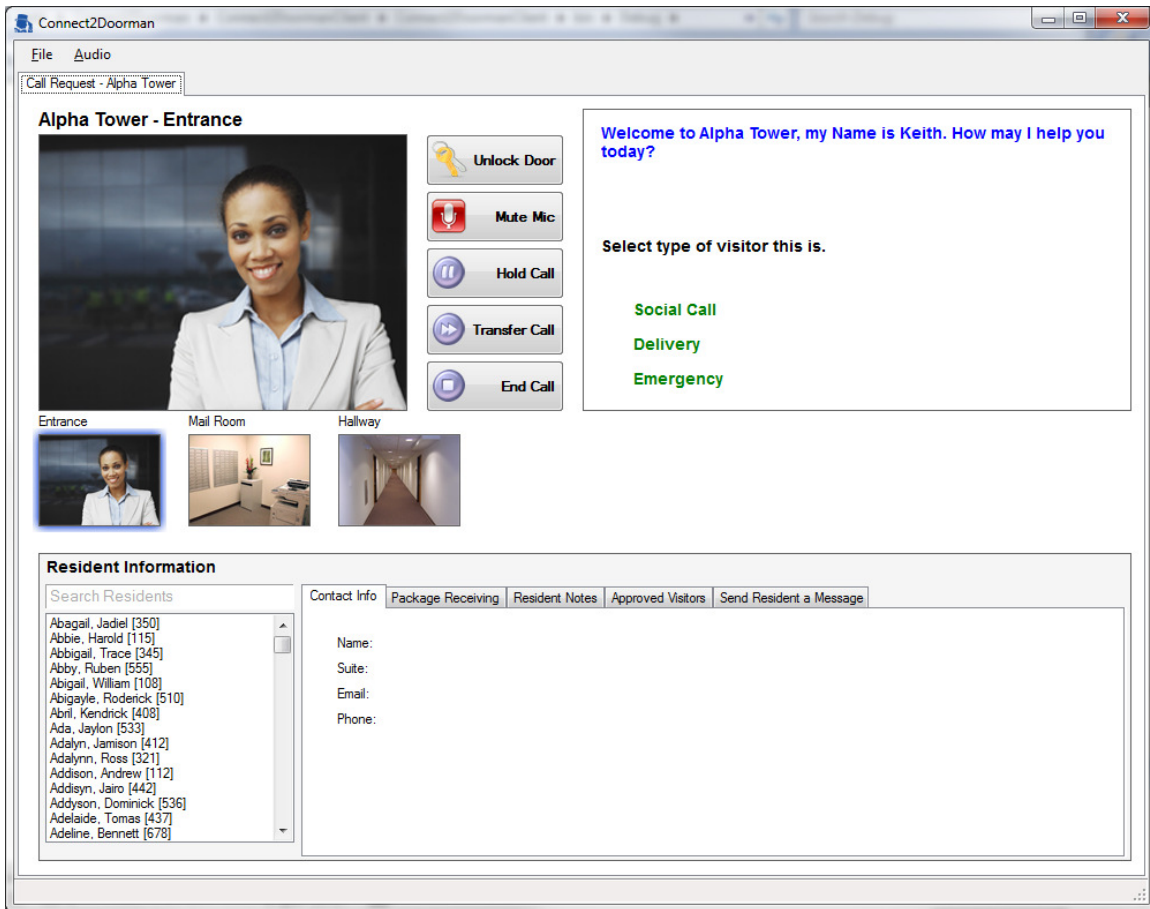 Connect2Doorman
File Audio
Call Request - Alpha Tower
Alpha Tower - Entrance
Unlock Door
Mute Mic
Hold Call
Transfer Call
End Call
Welcome to Alpha Tower, my Name is Keith. How may I help you
today?
Select type of visitor this is.
Social Call
Delivery
Emergency
Entrance
Mail Room
Hallway
Resident Information
Search Residents
Abagail, Jadiel [350]
Abbie, Harold [115]
Abbigail, Trace [345]
Abby, Ruben [555]
Abigail, William [108]
Abigayle, Roderick [510]
Abril, Kendrick [408]
Ada, Jaylon [533]
Adalyn, Jamison [412]
Adalynn, Ross [321]
Addison, Andrew [112]
Addisyn, Jairo [442]
Addyson, Dominick [536]
Adelaide, Tomas [437]
Adeline, Bennett [678]
Contact Info
Package Receiving
Resident Notes
Approved Visitors
Send Resident a Message
Name:
Suite:
Email:
Phone: